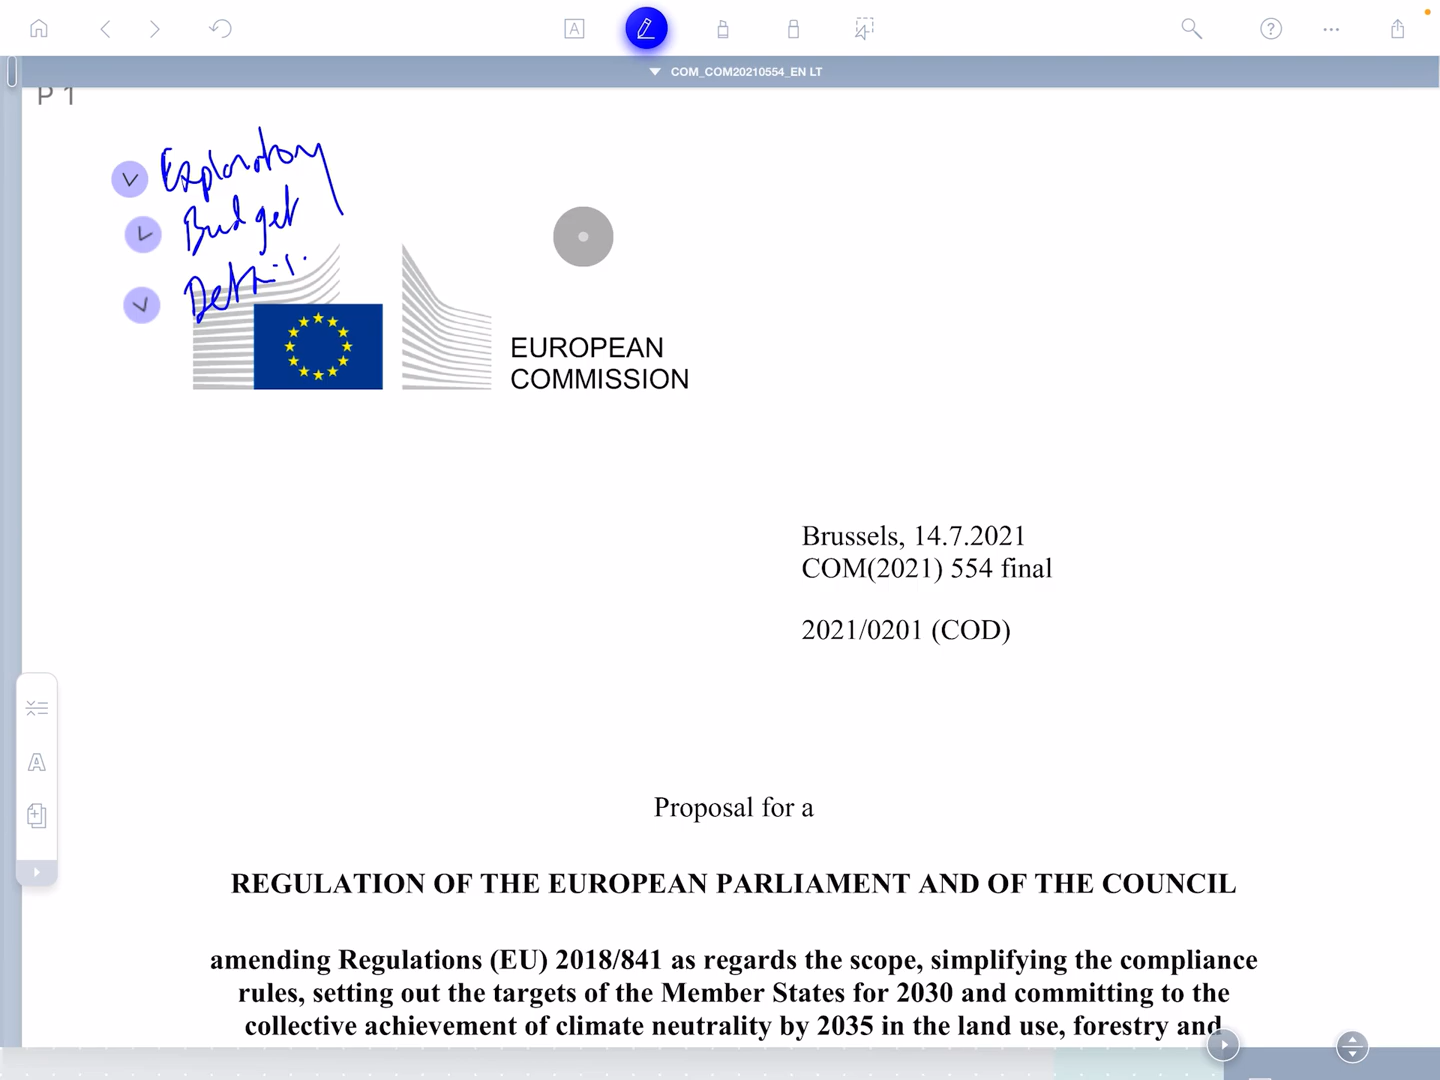 A
COM_COM20210554_EN LT
P 1
Explanatory
Budget
EUROPEAN
COMMISSION
Brussels, 14.7.2021
COM(2021) 554 final
2021/0201 (COD)
A
Proposal for a
REGULATION OF THE EUROPEAN PARLIAMENT AND OF THE COUNCIL
amending Regulations (EU) 2018/841 as regards the scope, simplifying the compliance
rules, setting out the targets of the Member States for 2030 and committing to the
collective achievement of climate neutrality by 2035 in the land use, forestry and